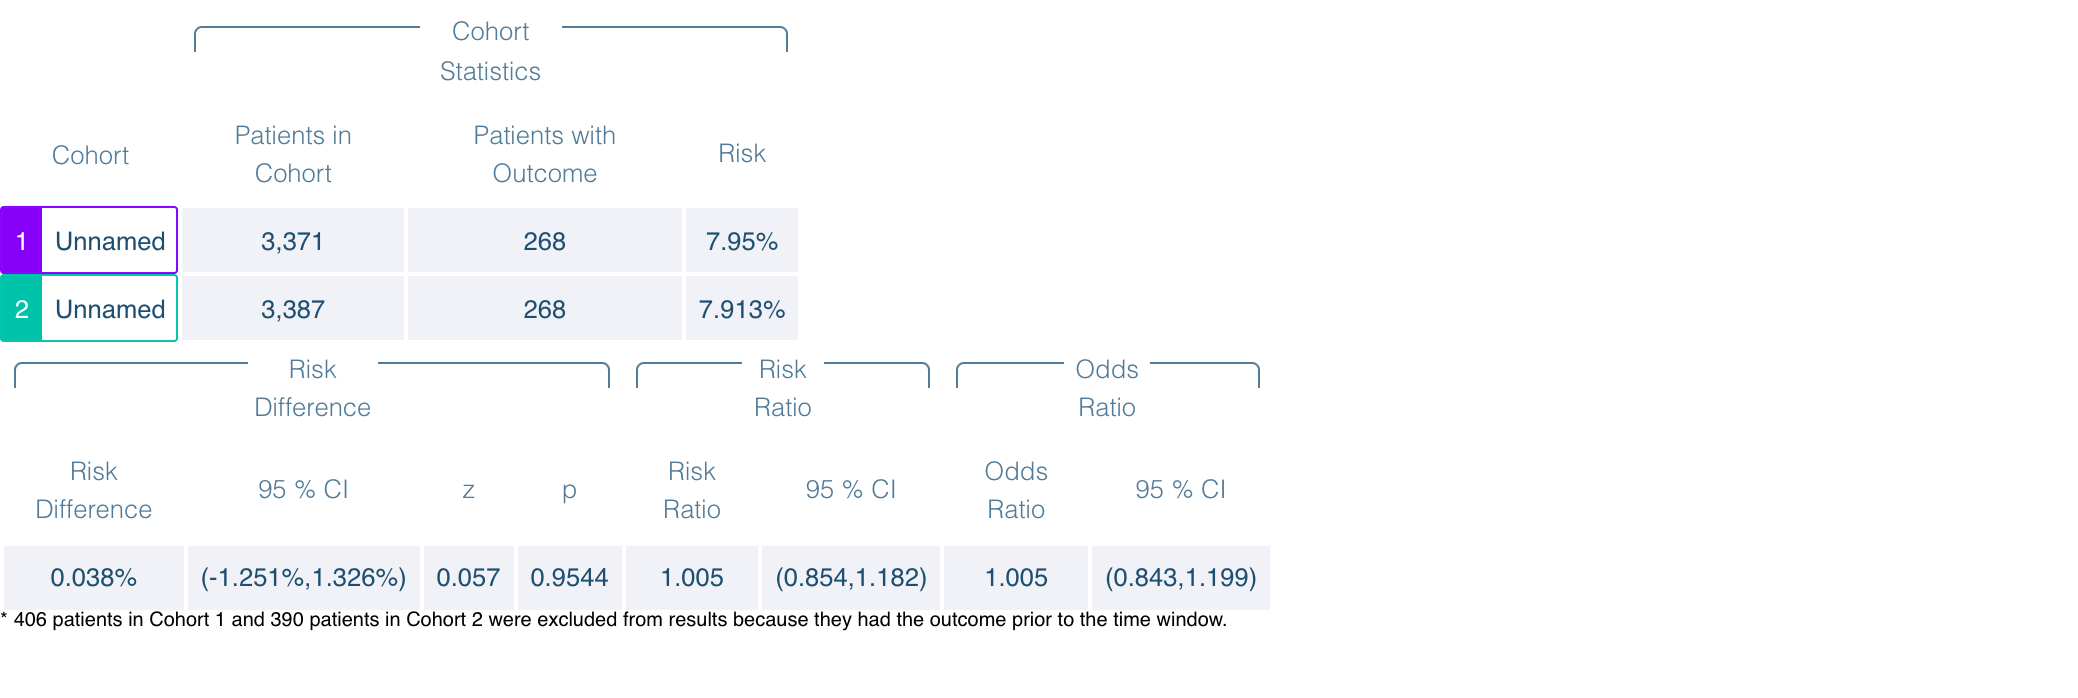 Cohort
Statistics
Cohort
Patients in
Cohort
Patients with
Outcome
Risk
1 Unnamed 3,371 268 7.95%
2 Unnamed 3,387 268 7.913%
Risk
Difference
Risk
Ratio
Odds
Ratio
Risk
Difference
95 % CI
z
p
Risk
Ratio
95 % CI
Odds
Ratio
95 % CI
0.038% (-1.251%,1.326%) 0.057 0.9544 1.005 (0.854,1.182) 1.005 (0.843,1.199)
* 406 patients in Cohort 1 and 390 patients in Cohort 2 were excluded from results because they had the outcome prior to the time window.